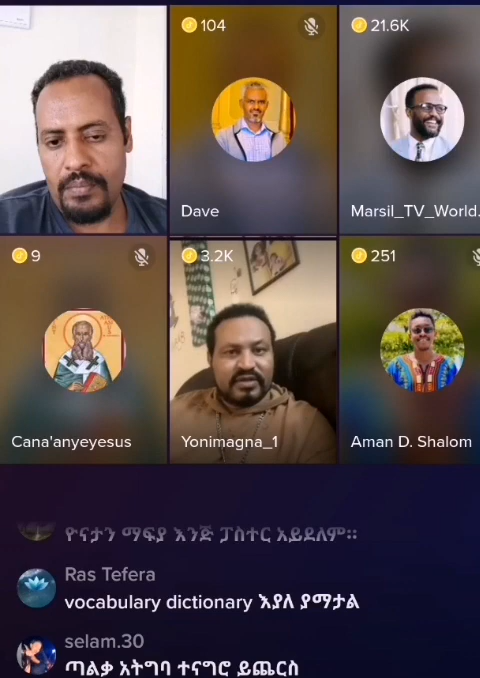 104
21.6K
Dave
Marsil_TV_World.
9
3.2K
251
Cana'anyeyesus
Yonimagna_1
Aman D. Shalom
ዮናታን ማፍያ እንጅ ፓስተር አይደለም።
Ras Tefera
vocabulary dictionary እያለ ያማታል
selam.30
ጣልቃ አትግባ ተናግሮ ይጨርስ